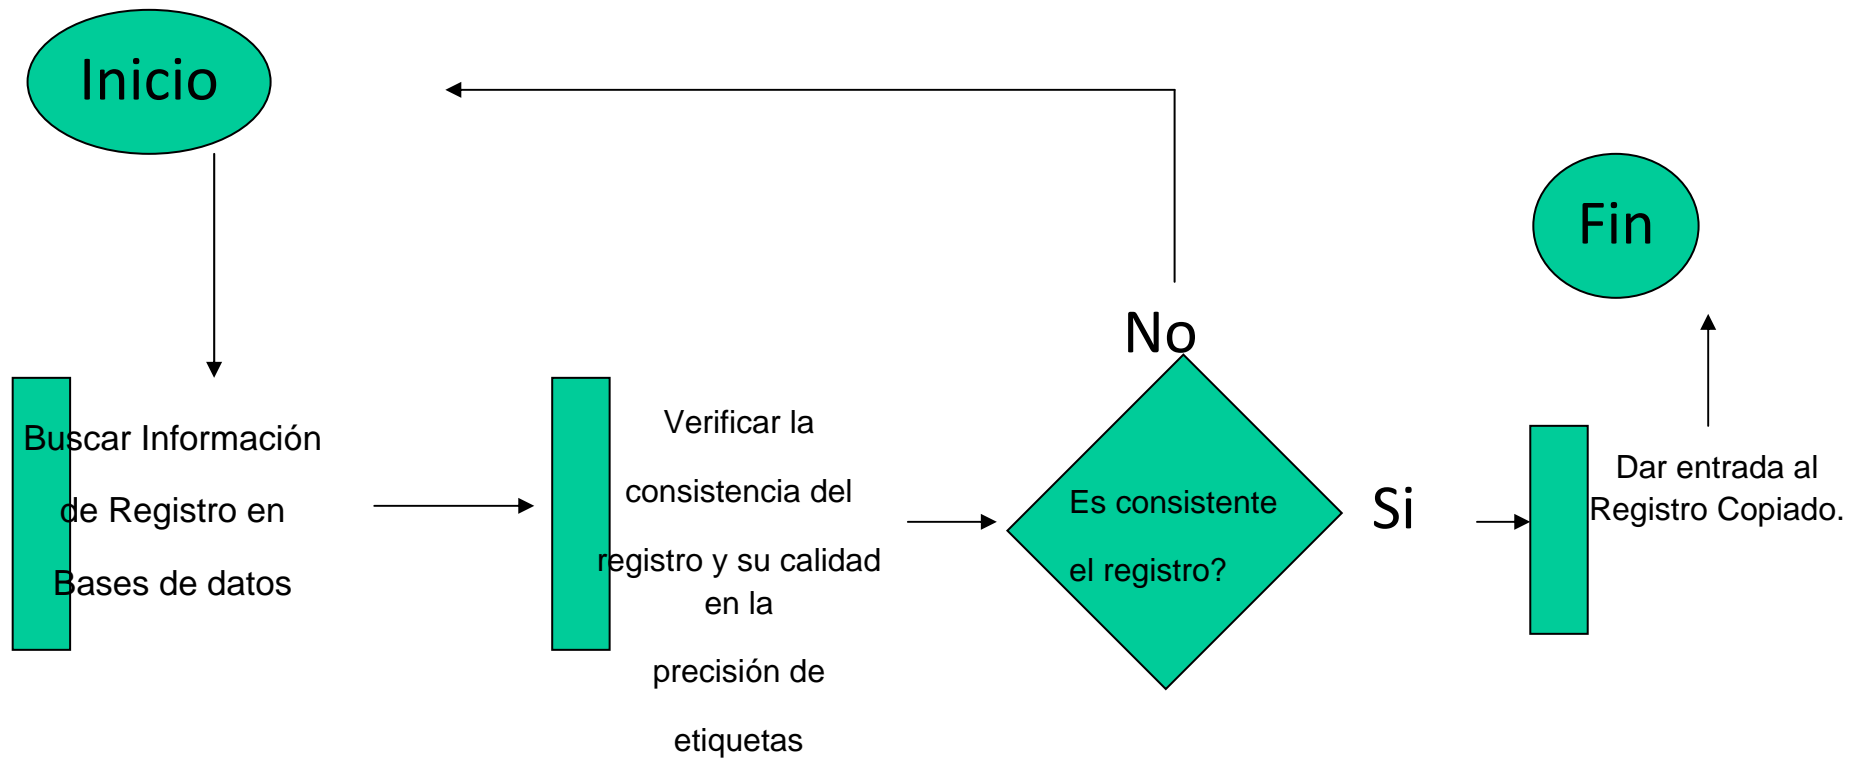 Inicio
Buscar Información
de Registro en
Bases de datos
Verificar la
consistencia del
registro y su calidad
en la
precisión de
etiquetas
No
Es consistente
el registro?
Si
Dar entrada al
Registro Copiado.
Fin